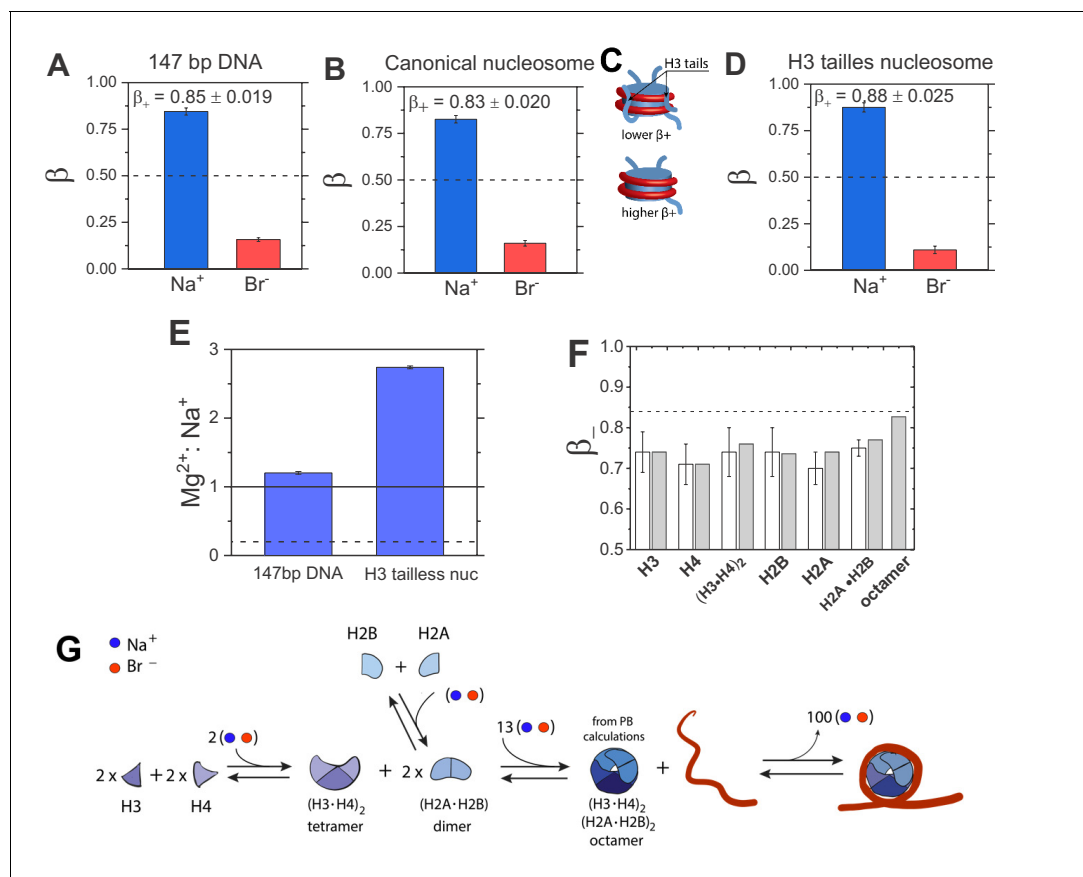 A
147 bp DNA
β₊ = 0.85 ± 0.019
1.00
0.75
0.50
0.25
0.00
β
Na⁺
Br⁻
B
Canonical nucleosome
β₊ = 0.83 ± 0.020
1.00
0.75
0.50
0.25
0.00
β
Na⁺
Br⁻
C
H3 tails
lower β+
higher β+
D
H3 tailles nucleosome
β₊ = 0.88 ± 0.025
1.00
0.75
0.50
0.25
0.00
β
Na⁺
Br⁻
E
3
2
1
0
Mg²⁺: Na⁺
147bp DNA
H3 tailless nuc
F
1.0
0.9
0.8
0.7
0.6
0.5
β_
H3
H4
(H3•H4)₂
H2B
H2A
H2A•H2B
octamer
G
Na⁺
Br⁻
H2B
+
H2A
( )
2 ( )
2 x
H3
+
2 x
H4
(H3·H4)₂
tetramer
+
2 x
(H2A·H2B)
dimer
13 ( )
from PB
calculations
(H3·H4)₂
(H2A·H2B)₂
octamer
+
100 ( )